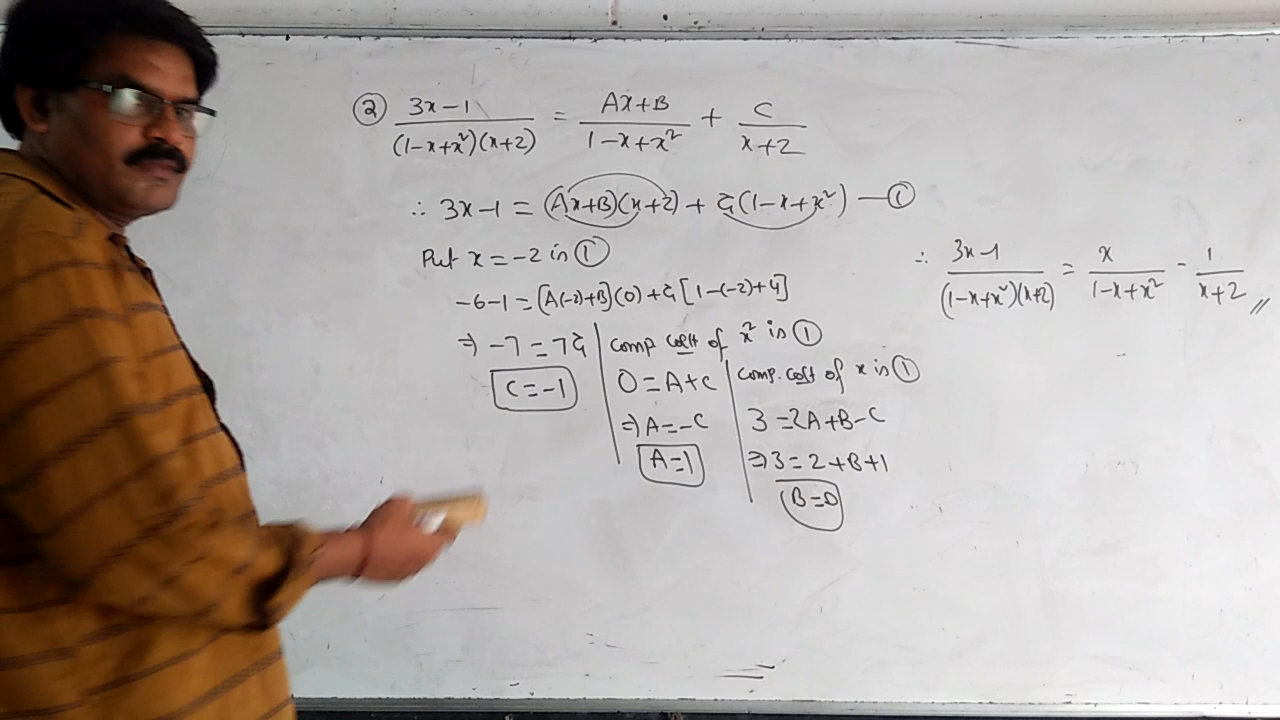 ② 3x-1 / (1-x+x²)(x+2) = Ax+B / 1-x+x² + C / x+2
∴ 3x-1 = (Ax+B)(x+2) + C(1-x+x²) — ①
Put x = -2 in ①
-6-1 = [A(-2)+B](0) + C[1-(-2)+4]
⇒ -7 = 7C
C = -1
comp coeff of x² in ①
0 = A+C
⇒ A = -C
A = 1
comp. coeff of x in ①
3 = 2A+B-C
⇒ 3 = 2+B+1
B = 0
∴ 3x-1 / (1-x+x²)(x+2) = x / 1-x+x² - 1 / x+2 //